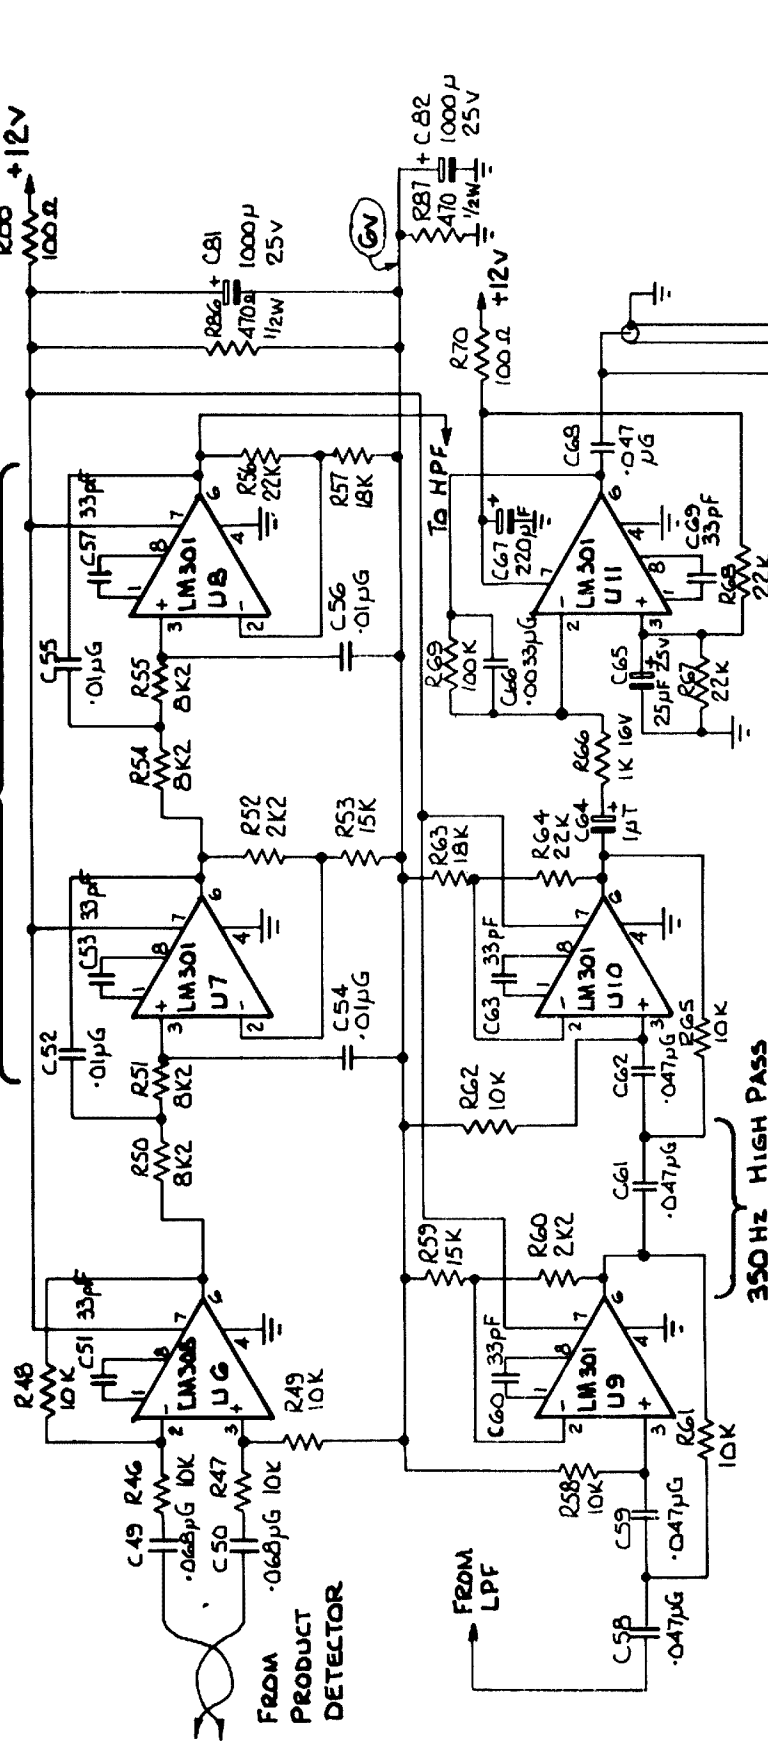 +12V
100Ω
R86
470Ω
1/2W
C81
1000µ
25V
6V
R87
470
1/2W
C82
1000µ
25V
C55
.01µG
C57
33pF
R54
8K2
R55
8K2
LM301
U8
R56
22K
R57
18K
C56
.01µG
TO HPF
C52
.01µG
C53
33pF
R50
8K2
R51
8K2
LM301
U7
R52
2K2
R53
15K
C54
.01µG
R48
10K
C51
33pF
C49
.068µG
R46
10K
C50
.068µG
R47
10K
U6
R49
10K
FROM
PRODUCT
DETECTOR
FROM
LPF
C58
.047µG
C59
.047µG
R58
10K
C60
33pF
LM301
U9
R59
15K
R60
2K2
R61
10K
C61
.047µG
C62
.047µG
R62
10K
C63
33pF
LM301
U10
R63
18K
R64
22K
R65
10K
350 Hz HIGH PASS
C64
1µT
16V
R66
1K
R69
100K
C66
.0033µG
C67
220µF
R70
100Ω
+12V
LM301
U11
C65
25µF
25V
R67
22K
R68
22K
C69
33pF
C68
.047
µG